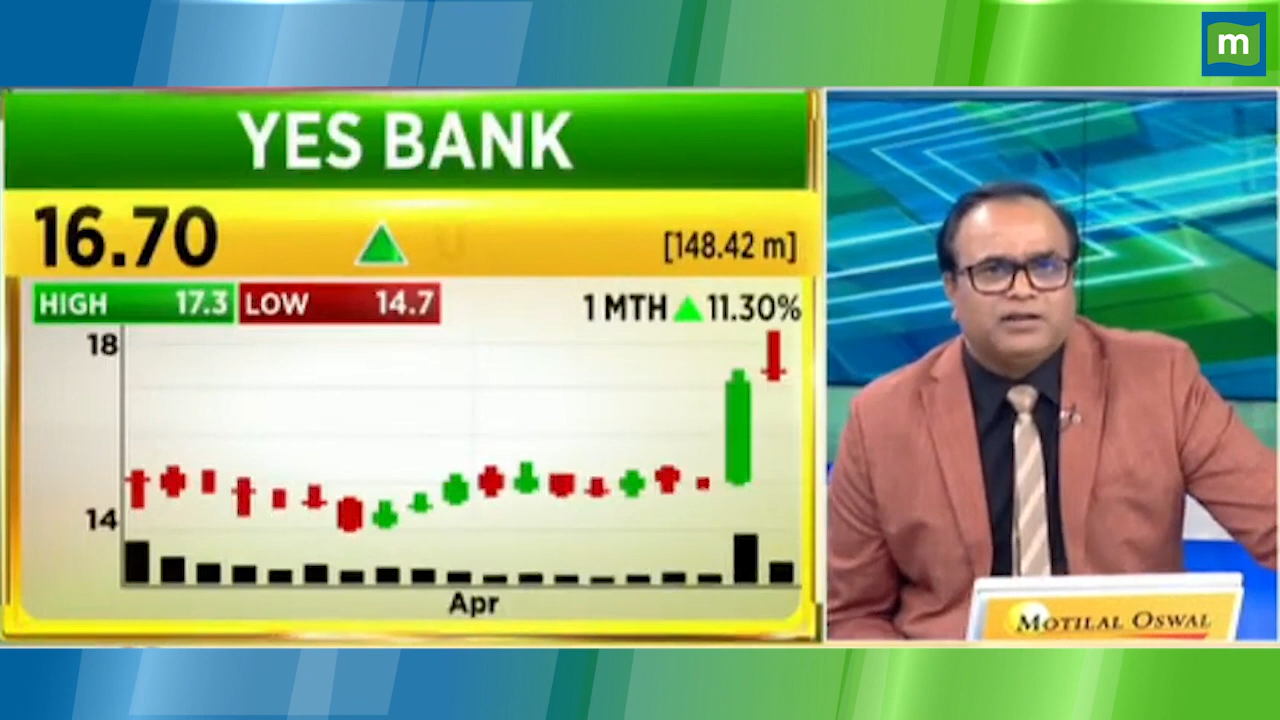 m
YES BANK
16.70
[148.42 m]
HIGH 17.3 LOW 14.7
1 MTH 11.30%
18
14
Apr
MOTILAL OSWAL